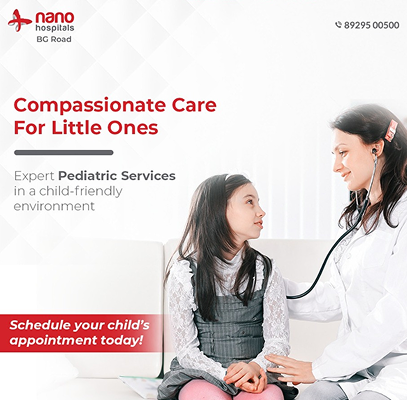 nano
hospitals
BG Road
89295 00500
Compassionate Care
For Little Ones
Expert Pediatric Services
in a child-friendly
environment
Schedule your child's
appointment today!